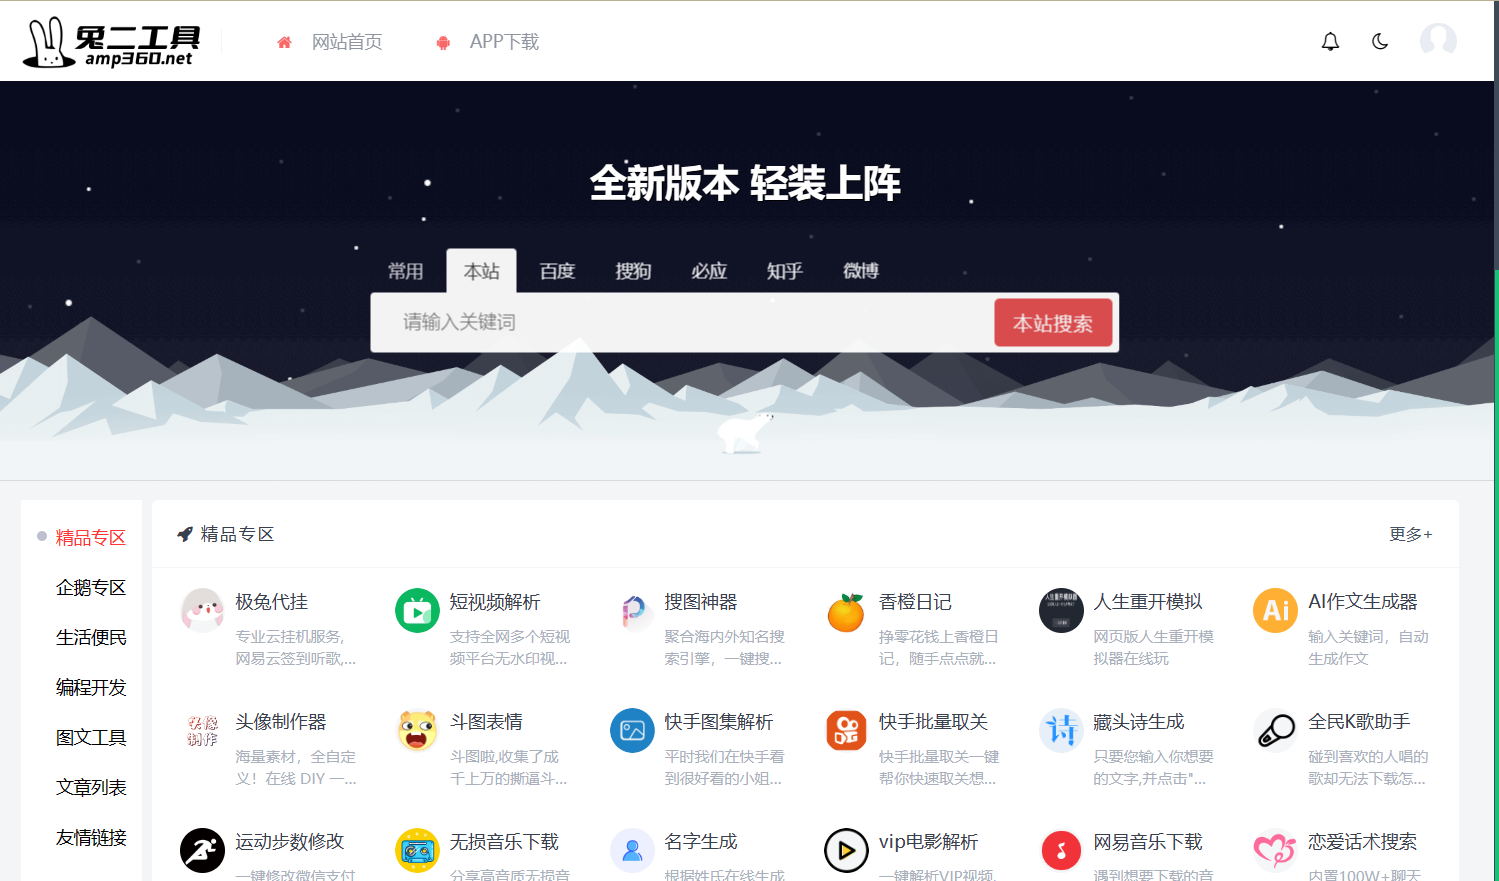 兔二工具
amp360.net
网站首页
APP下载
全新版本 轻装上阵
常用
本站
百度
搜狗
必应
知乎
微博
请输入关键词
本站搜索
精品专区
企鹅专区
生活便民
编程开发
图文工具
文章列表
友情链接
精品专区
更多+
极兔代挂
专业云挂机服务,
网易云签到听歌,...
短视频解析
支持全网多个短视
频平台无水印视...
搜图神器
聚合海内外知名搜
索引擎，一键搜...
香橙日记
挣零花钱上香橙日
记，随手点点就...
人生重开模拟
网页版人生重开模
拟器在线玩
Ai
AI作文生成器
输入关键词，自动
生成作文
头像
制作
头像制作器
海量素材，全自定
义！在线 DIY 一...
斗图表情
斗图啦,收集了成
千上万的撕逼斗...
快手图集解析
平时我们在快手看
到很好看的小姐...
快手批量取关
快手批量取关一键
帮你快速取关想...
诗
藏头诗生成
只要您输入你想要
的文字,并点击"...
全民K歌助手
碰到喜欢的人唱的
歌却无法下载怎...
运动步数修改
一键修改微信支付
无损音乐下载
分享高音质无损音
名字生成
根据姓氏在线生成
vip电影解析
一键解析VIP视频,
网易音乐下载
遇到想要下载的音
恋爱话术搜索
内置100W+聊天